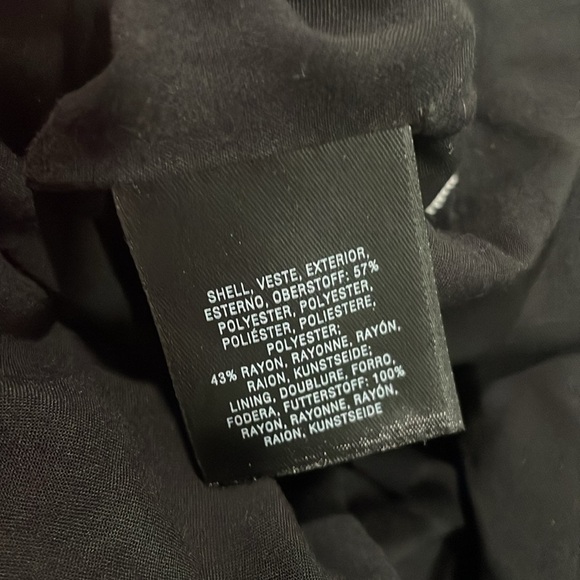 SHELL, VESTE, EXTERIOR,
ESTERNO, OBERSTOFF: 57%
POLYESTER, POLYESTER,
POLIÉSTER, POLIESTERE,
POLYESTER;
43% RAYON, RAYONNE, RAYÓN,
RAION, KUNSTSEIDE;
LINING, DOUBLURE, FORRO,
FODERA, FUTTERSTOFF: 100%
RAYON, RAYONNE, RAYÓN,
RAION, KUNSTSEIDE